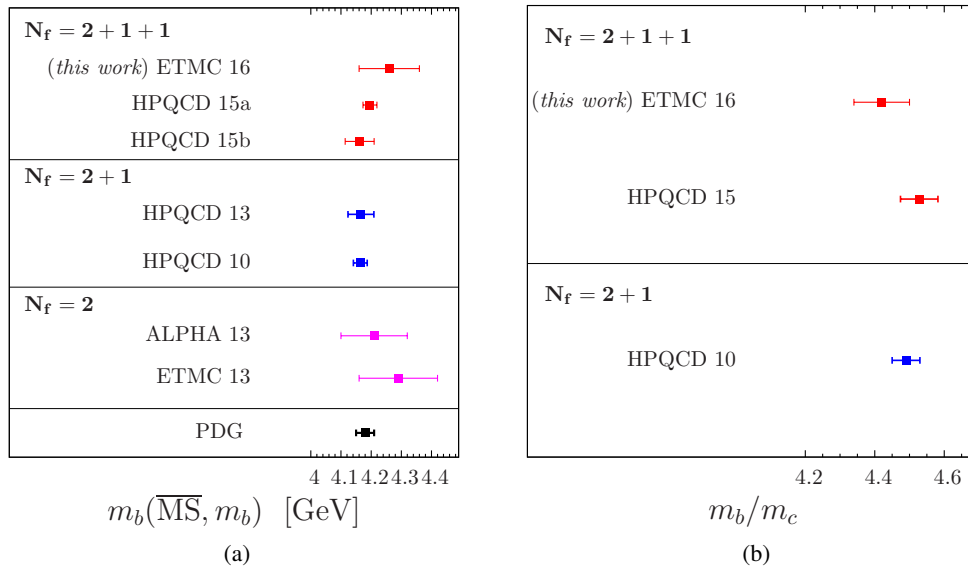 N_f = 2 + 1 + 1
(this work) ETMC 16
HPQCD 15a
HPQCD 15b
N_f = 2 + 1
HPQCD 13
HPQCD 10
N_f = 2
ALPHA 13
ETMC 13
PDG
4 4.1 4.2 4.3 4.4
m_b(\overline{MS}, m_b) [GeV]
(a)
N_f = 2 + 1 + 1
(this work) ETMC 16
HPQCD 15
N_f = 2 + 1
HPQCD 10
4.2 4.4 4.6
m_b/m_c
(b)